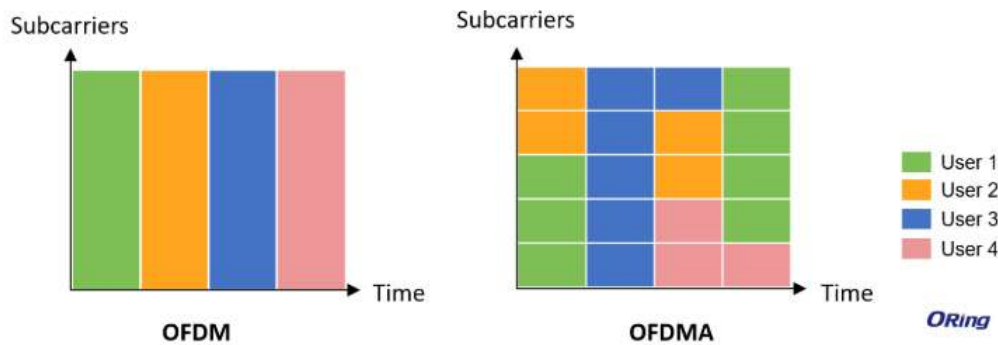 Subcarriers
Time
OFDM
Subcarriers
Time
OFDMA
User 1
User 2
User 3
User 4
ORing